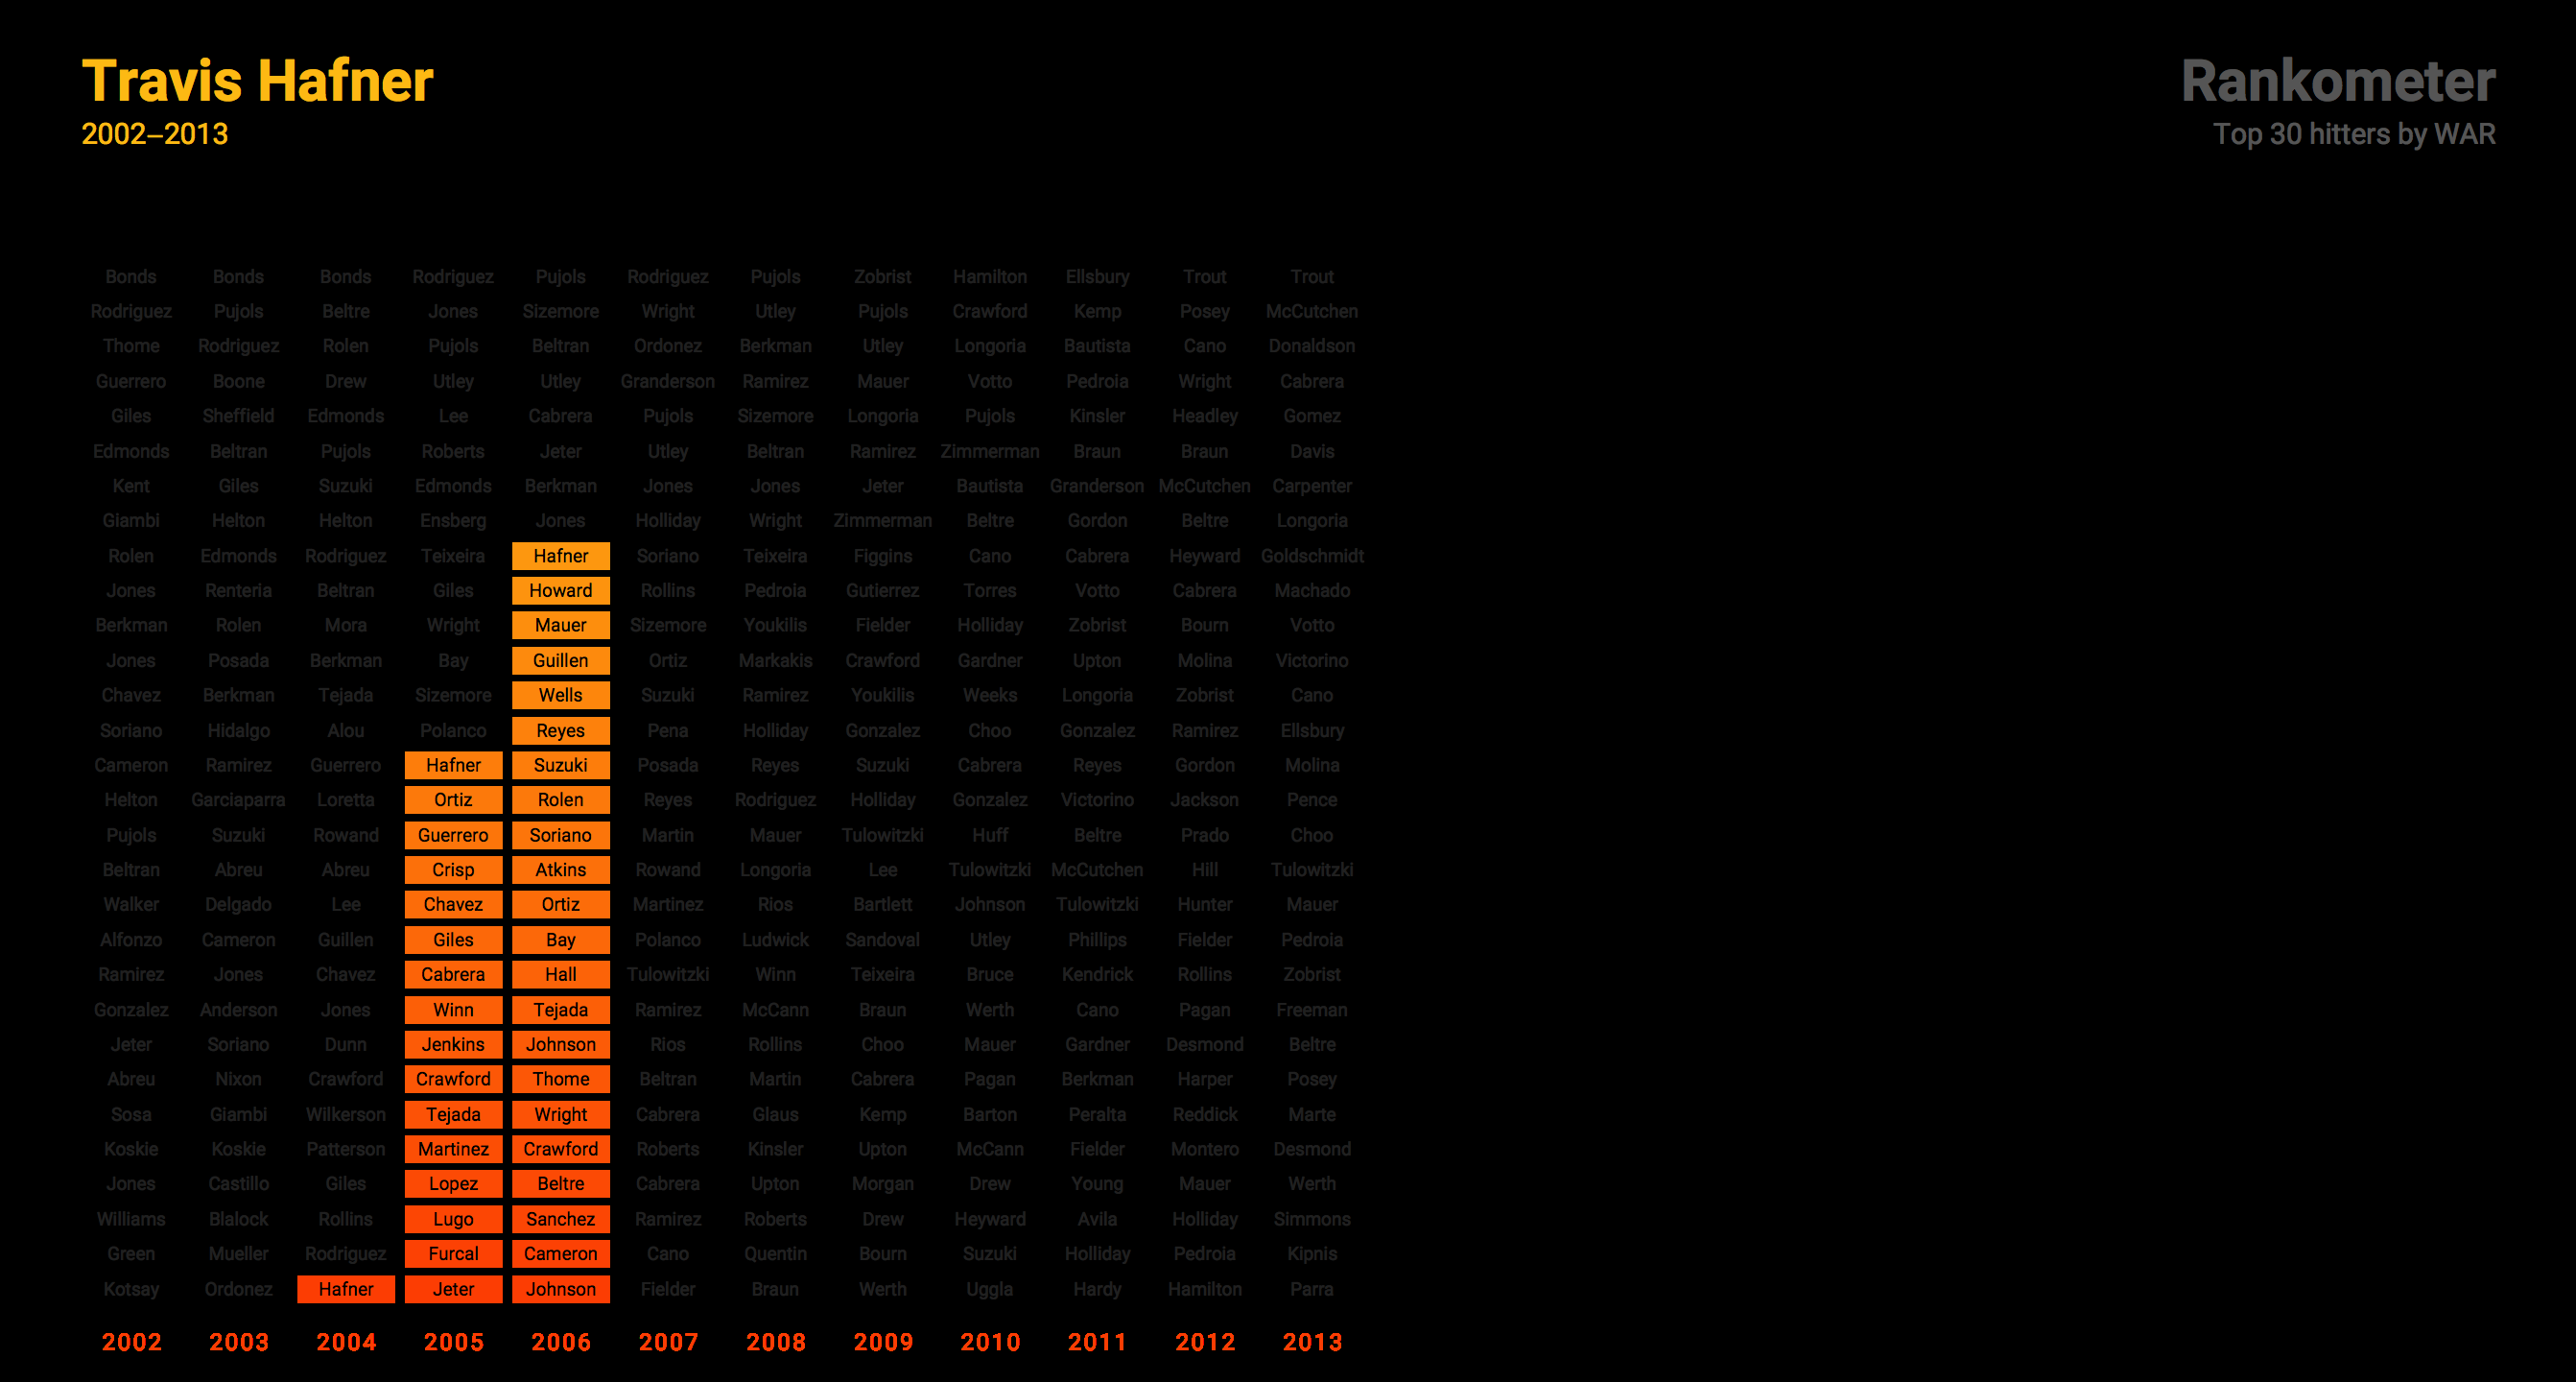 Travis Hafner
2002–2013
Rankometer
Top 30 hitters by WAR
Bonds Bonds Bonds Rodriguez Pujols Rodriguez Pujols Zobrist Hamilton Ellsbury Trout Trout
Rodriguez Pujols Beltre Jones Sizemore Wright Utley Pujols Crawford Kemp Posey McCutchen
Thome Rodriguez Rolen Pujols Beltran Ordonez Berkman Utley Longoria Bautista Cano Donaldson
Guerrero Boone Drew Utley Utley Granderson Ramirez Mauer Votto Pedroia Wright Cabrera
Giles Sheffield Edmonds Lee Cabrera Pujols Sizemore Longoria Pujols Kinsler Headley Gomez
Edmonds Beltran Pujols Roberts Jeter Utley Beltran Ramirez Zimmerman Braun Braun Davis
Kent Giles Suzuki Edmonds Berkman Jones Jones Jeter Bautista Granderson McCutchen Carpenter
Giambi Helton Helton Ensberg Jones Holliday Wright Zimmerman Beltre Gordon Beltre Longoria
Rolen Edmonds Rodriguez Teixeira Hafner Soriano Teixeira Figgins Cano Cabrera Heyward Goldschmidt
Jones Renteria Beltran Giles Howard Rollins Pedroia Gutierrez Torres Votto Cabrera Machado
Berkman Rolen Mora Wright Mauer Sizemore Youkilis Fielder Holliday Zobrist Bourn Votto
Jones Posada Berkman Bay Guillen Ortiz Markakis Crawford Gardner Upton Molina Victorino
Chavez Berkman Tejada Sizemore Wells Suzuki Ramirez Youkilis Weeks Longoria Zobrist Cano
Soriano Hidalgo Alou Polanco Reyes Pena Holliday Gonzalez Choo Gonzalez Ramirez Ellsbury
Cameron Ramirez Guerrero Hafner Suzuki Posada Reyes Suzuki Cabrera Reyes Gordon Molina
Helton Garciaparra Loretta Ortiz Rolen Reyes Rodriguez Holliday Gonzalez Victorino Jackson Pence
Pujols Suzuki Rowand Guerrero Soriano Martin Mauer Tulowitzki Huff Beltre Prado Choo
Beltran Abreu Abreu Crisp Atkins Rowand Longoria Lee Tulowitzki McCutchen Hill Tulowitzki
Walker Delgado Lee Chavez Ortiz Martinez Rios Bartlett Johnson Tulowitzki Hunter Mauer
Alfonzo Cameron Guillen Giles Bay Polanco Ludwick Sandoval Utley Phillips Fielder Pedroia
Ramirez Jones Chavez Cabrera Hall Tulowitzki Winn Teixeira Bruce Kendrick Rollins Zobrist
Gonzalez Anderson Jones Winn Tejada Ramirez McCann Braun Werth Cano Pagan Freeman
Jeter Soriano Dunn Jenkins Johnson Rios Rollins Choo Mauer Gardner Desmond Beltre
Abreu Nixon Crawford Crawford Thome Beltran Martin Cabrera Pagan Berkman Harper Posey
Sosa Giambi Wilkerson Tejada Wright Cabrera Glaus Kemp Barton Peralta Reddick Marte
Koskie Koskie Patterson Martinez Crawford Roberts Kinsler Upton McCann Fielder Montero Desmond
Jones Castillo Giles Lopez Beltre Cabrera Upton Morgan Drew Young Mauer Werth
Williams Blalock Rollins Lugo Sanchez Ramirez Roberts Drew Heyward Avila Holliday Simmons
Green Mueller Rodriguez Furcal Cameron Cano Quentin Bourn Suzuki Holliday Pedroia Kipnis
Kotsay Ordonez Hafner Jeter Johnson Fielder Braun Werth Uggla Hardy Hamilton Parra
2002 2003 2004 2005 2006 2007 2008 2009 2010 2011 2012 2013